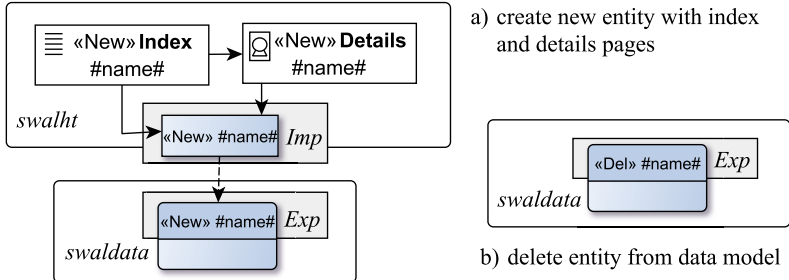 «New» Index
#name#
«New» Details
#name#
swalht
«New» #name#
Imp
«New» #name#
Exp
swaldata
a) create new entity with index
and details pages
«Del» #name#
Exp
swaldata
b) delete entity from data model